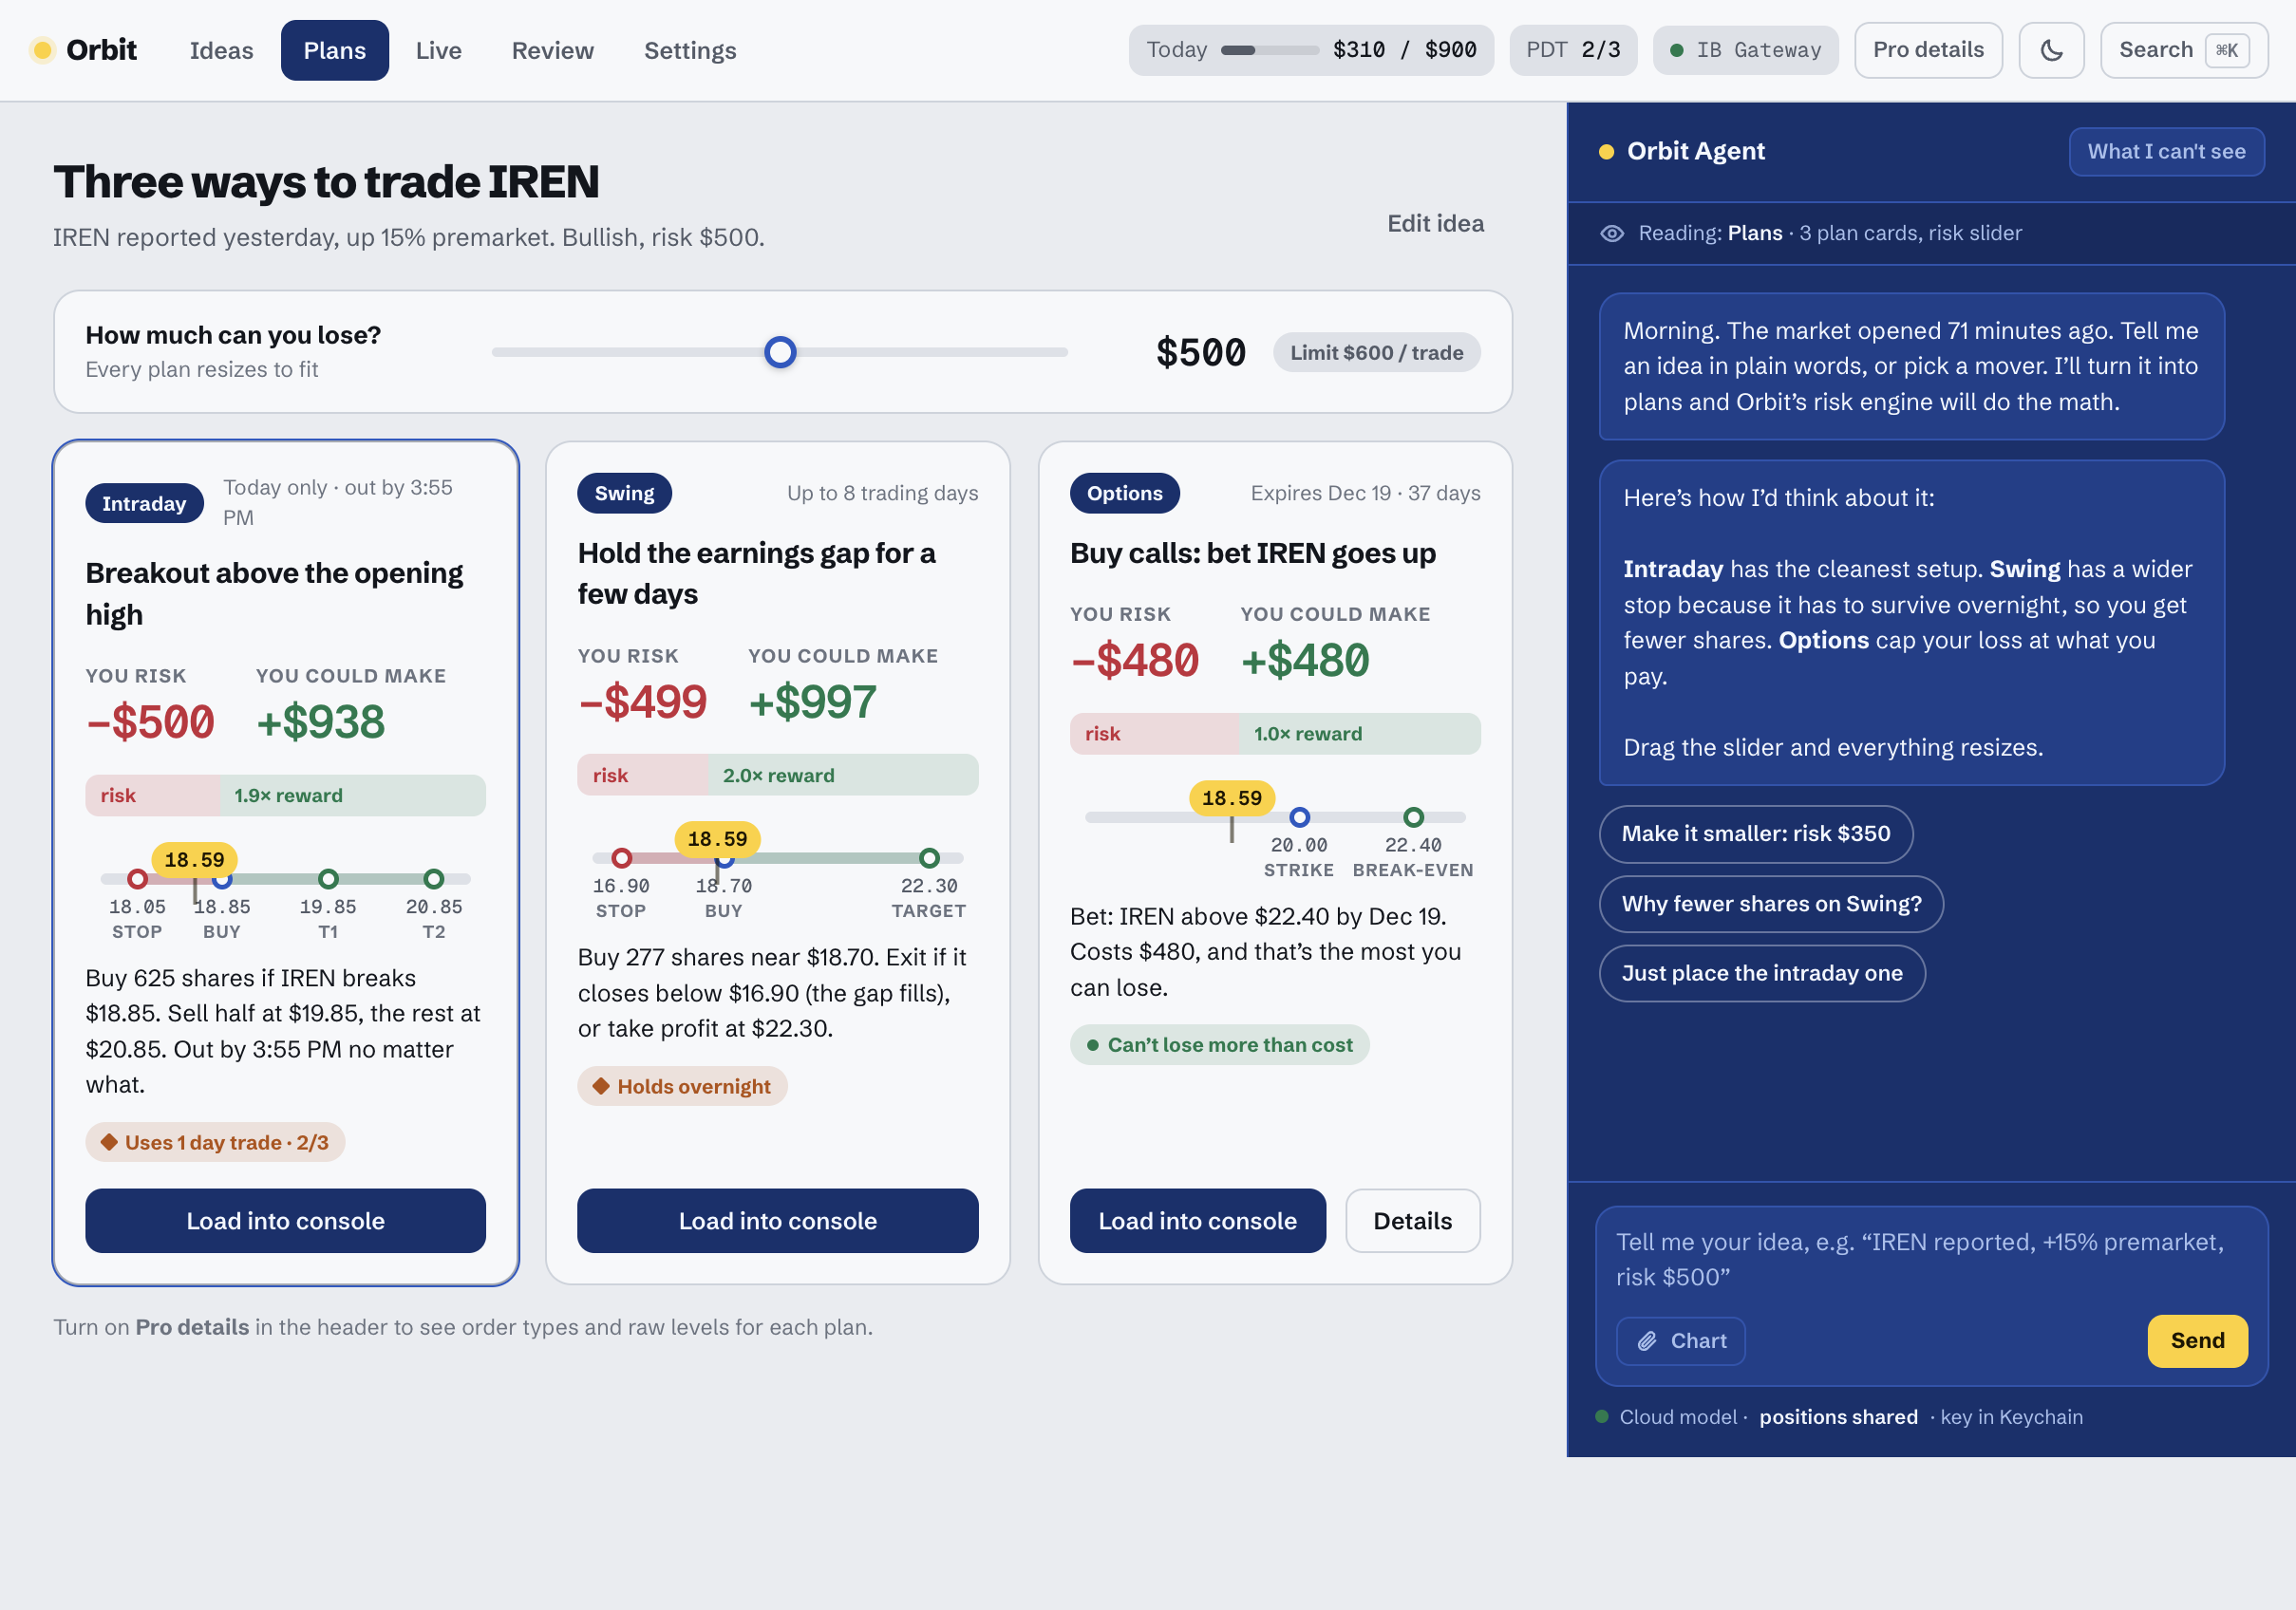 Orbit
Ideas
Plans
Live
Review
Settings
Today $310 / $900
PDT 2/3
IB Gateway
Pro details
Search ⌘K
Three ways to trade IREN
IREN reported yesterday, up 15% premarket. Bullish, risk $500.
Edit idea
How much can you lose?
Every plan resizes to fit
$500
Limit $600 / trade
Intraday
Today only · out by 3:55
PM
Breakout above the opening
high
YOU RISK
YOU COULD MAKE
−$500
+$938
risk
1.9× reward
18.59
18.05
18.85
19.85
20.85
STOP
BUY
T1
T2
Buy 625 shares if IREN breaks
$18.85. Sell half at $19.85, the rest at
$20.85. Out by 3:55 PM no matter
what.
Uses 1 day trade · 2/3
Load into console
Swing
Up to 8 trading days
Hold the earnings gap for a
few days
YOU RISK
YOU COULD MAKE
−$499
+$997
risk
2.0× reward
18.59
16.90
18.70
22.30
STOP
BUY
TARGET
Buy 277 shares near $18.70. Exit if it
closes below $16.90 (the gap fills),
or take profit at $22.30.
Holds overnight
Load into console
Options
Expires Dec 19 · 37 days
Buy calls: bet IREN goes up
YOU RISK
YOU COULD MAKE
−$480
+$480
risk
1.0× reward
18.59
20.00
22.40
STRIKE
BREAK-EVEN
Bet: IREN above $22.40 by Dec 19.
Costs $480, and that’s the most you
can lose.
Can’t lose more than cost
Load into console
Details
Turn on Pro details in the header to see order types and raw levels for each plan.
Orbit Agent
What I can't see
Reading: Plans · 3 plan cards, risk slider
Morning. The market opened 71 minutes ago. Tell me
an idea in plain words, or pick a mover. I’ll turn it into
plans and Orbit’s risk engine will do the math.
Here’s how I’d think about it:
Intraday has the cleanest setup. Swing has a wider
stop because it has to survive overnight, so you get
fewer shares. Options cap your loss at what you
pay.
Drag the slider and everything resizes.
Make it smaller: risk $350
Why fewer shares on Swing?
Just place the intraday one
Tell me your idea, e.g. “IREN reported, +15% premarket,
risk $500”
Chart
Send
Cloud model · positions shared · key in Keychain